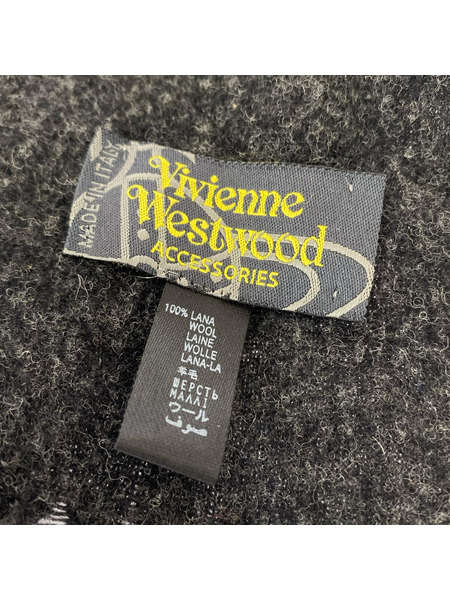 MADE IN ITALY
Vivienne
Westwood
ACCESSORIES
100% LANA
WOOL
LAINE
WOLLE
LANA-LA
羊毛
ШЕРСТЬ
ΜΑΛΛΙ
ウール
صوف